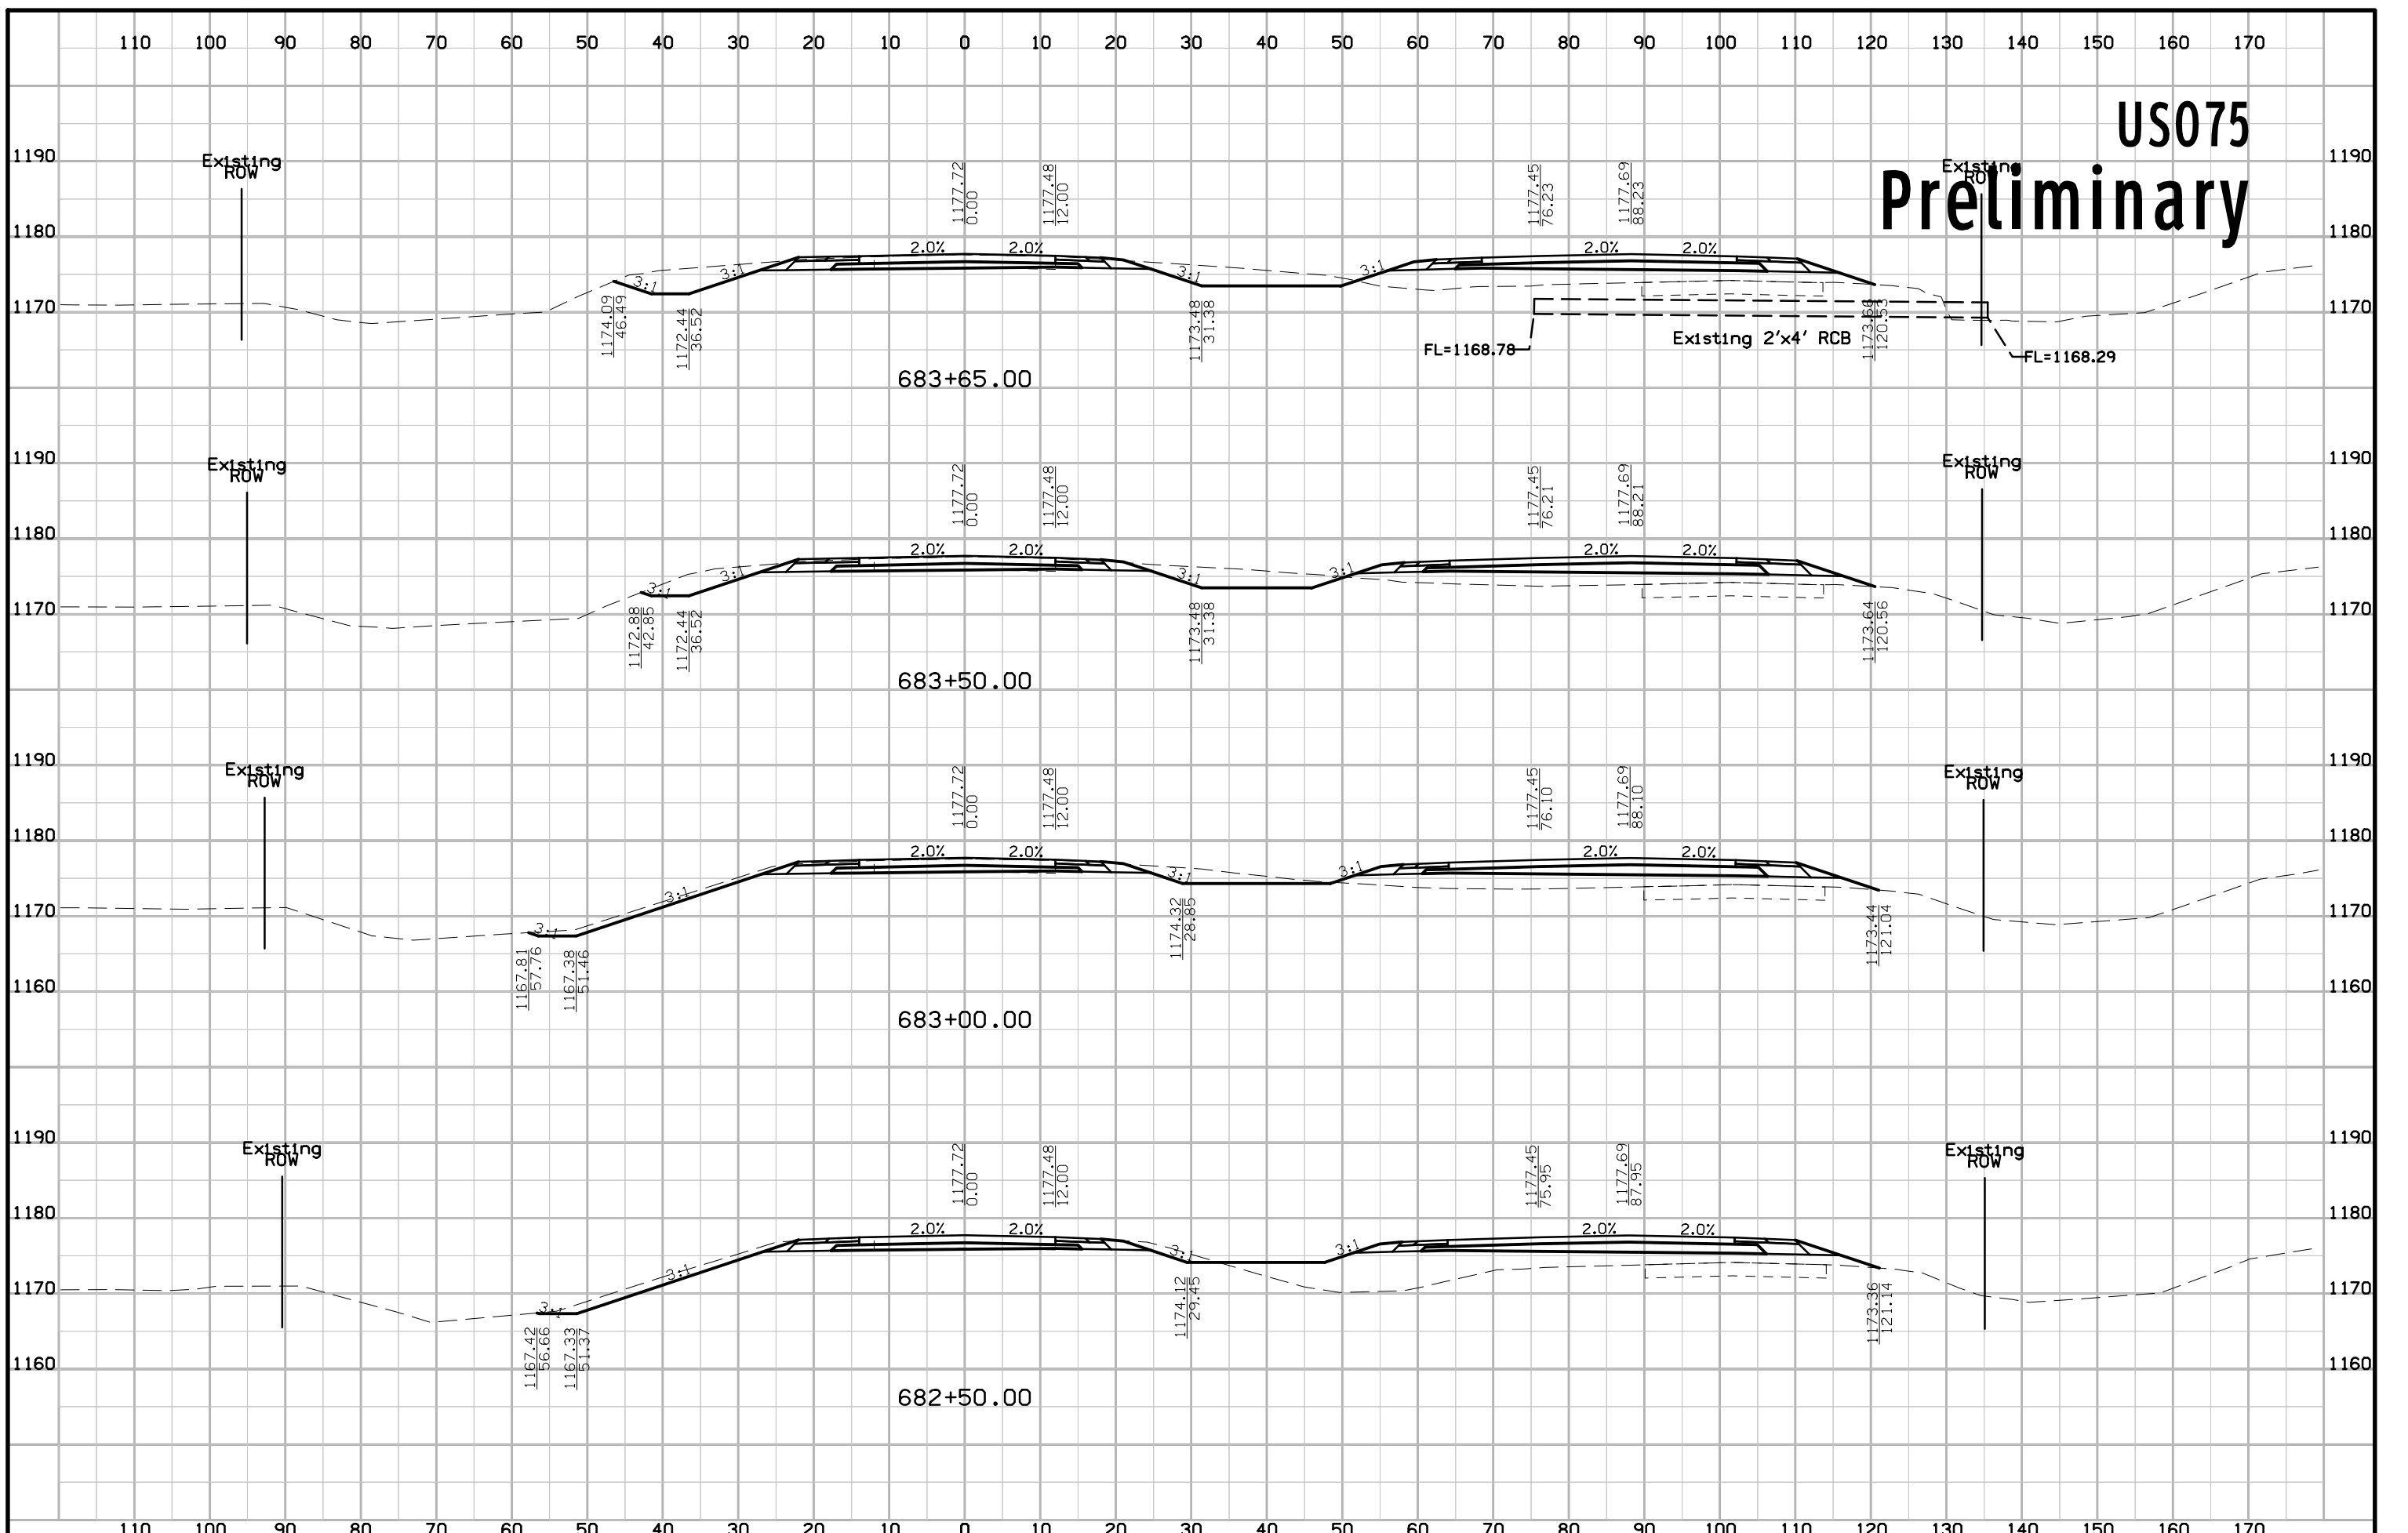 110 100 90 80 70 60 50 40 30 20 10 0 10 20 30 40 50 60 70 80 90 100 110 120 130 140 150 160 170
US075
Preliminary
1190 1190
1180 1180
1170 1170
Existing
ROW
Existing
ROW
1177.72
0.00
1177.48
12.00
1177.45
76.23
1177.69
88.23
2.0% 2.0% 2.0% 2.0%
3:1 3:1 3:1 3:1
1174.09
46.49
1172.44
36.52
1173.48
31.38
1173.66
120.53
Existing 2'x4' RCB
FL=1168.78
FL=1168.29
683+65.00
1190 1190
1180 1180
1170 1170
Existing
ROW
Existing
ROW
1177.72
0.00
1177.48
12.00
1177.45
76.21
1177.69
88.21
2.0% 2.0% 2.0% 2.0%
3:1 3:1 3:1 3:1
1172.88
42.85
1172.44
36.52
1173.48
31.38
1173.64
120.56
683+50.00
1190 1190
1180 1180
1170 1170
1160 1160
Existing
ROW
Existing
ROW
1177.72
0.00
1177.48
12.00
1177.45
76.10
1177.69
88.10
2.0% 2.0% 2.0% 2.0%
3:1 3:1 3:1 3:1
1167.81
57.76
1167.38
51.46
1174.32
28.85
1173.44
121.04
683+00.00
1190 1190
1180 1180
1170 1170
1160 1160
Existing
ROW
Existing
ROW
1177.72
0.00
1177.48
12.00
1177.45
75.95
1177.69
87.95
2.0% 2.0% 2.0% 2.0%
3:1 3:1 3:1 3:1
1167.42
56.66
1167.33
51.37
1174.12
29.45
1173.36
121.14
682+50.00
110 100 90 80 70 60 50 40 30 20 10 0 10 20 30 40 50 60 70 80 90 100 110 120 130 140 150 160 170